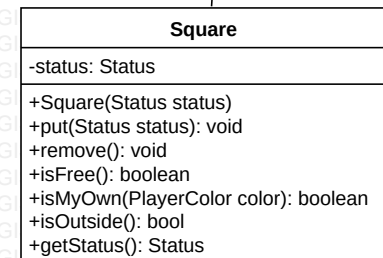 Square
-status: Status
+Square(Status status)
+put(Status status): void
+remove(): void
+isFree(): boolean
+isMyOwn(PlayerColor color): boolean
+isOutside(): bool
+getStatus(): Status